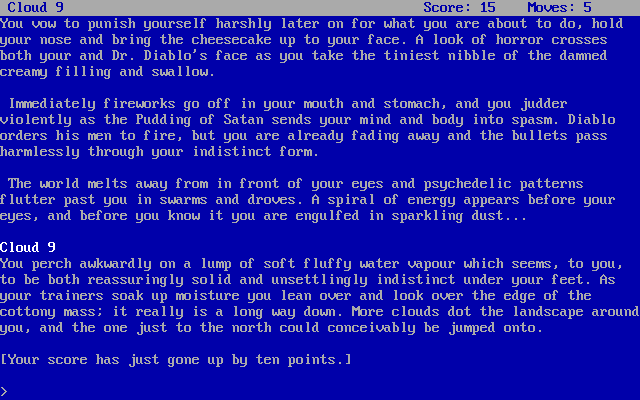 Cloud 9 Score: 15 Moves: 5
You vow to punish yourself harshly later on for what you are about to do, hold
your nose and bring the cheesecake up to your face. A look of horror crosses
both your and Dr. Diablo's face as you take the tiniest nibble of the damned
creamy filling and swallow.
Immediately fireworks go off in your mouth and stomach, and you judder
violently as the Pudding of Satan sends your mind and body into spasm. Diablo
orders his men to fire, but you are already fading away and the bullets pass
harmlessly through your indistinct form.
The world melts away from in front of your eyes and psychedelic patterns
flutter past you in swarms and droves. A spiral of energy appears before your
eyes, and before you know it you are engulfed in sparkling dust...
Cloud 9
You perch awkwardly on a lump of soft fluffy water vapour which seems, to you,
to be both reassuringly solid and unsettlingly indistinct under your feet. As
your trainers soak up moisture you lean over and look over the edge of the
cottony mass; it really is a long way down. More clouds dot the landscape around
you, and the one just to the north could conceivably be jumped onto.
[Your score has just gone up by ten points.]
>